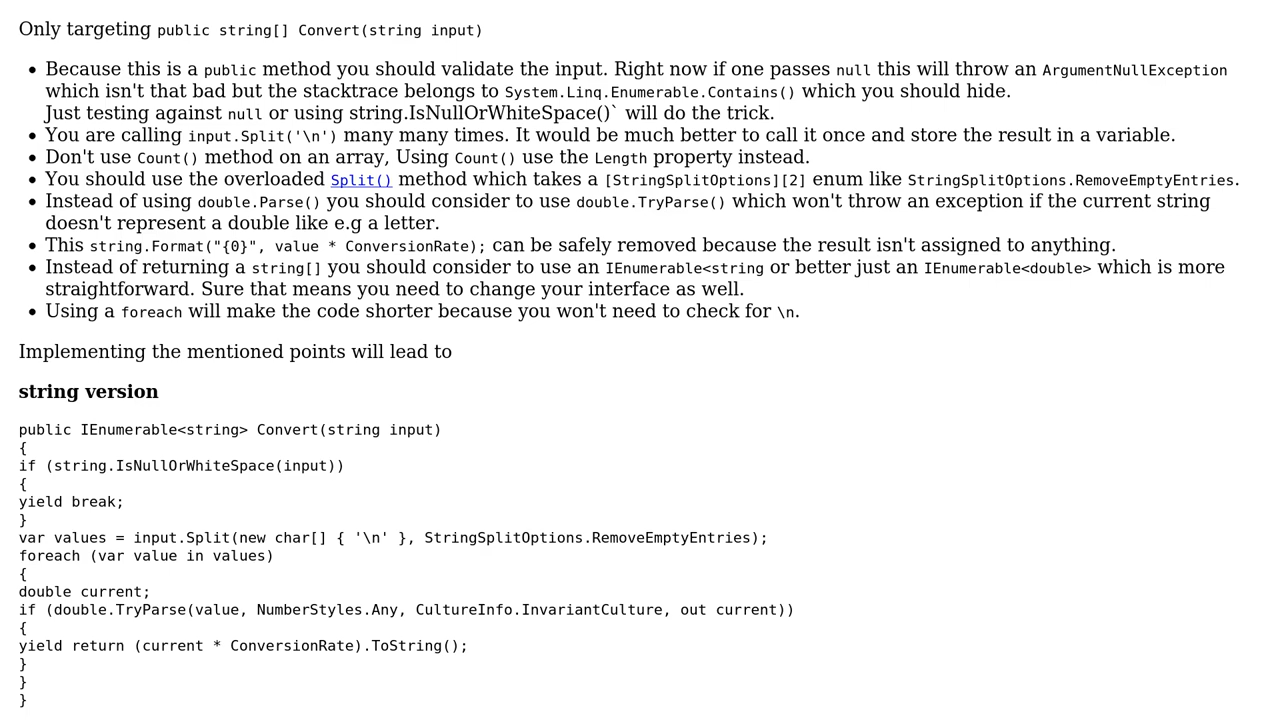 Only targeting public string[] Convert(string input)
• Because this is a public method you should validate the input. Right now if one passes null this will throw an ArgumentNullException
which isn't that bad but the stacktrace belongs to System.Linq.Enumerable.Contains() which you should hide.
Just testing against null or using string.IsNullOrWhiteSpace()` will do the trick.
• You are calling input.Split('\n') many many times. It would be much better to call it once and store the result in a variable.
• Don't use Count() method on an array, Using Count() use the Length property instead.
• You should use the overloaded Split() method which takes a [StringSplitOptions][2] enum like StringSplitOptions.RemoveEmptyEntries.
• Instead of using double.Parse() you should consider to use double.TryParse() which won't throw an exception if the current string
doesn't represent a double like e.g a letter.
• This string.Format("{0}", value * ConversionRate); can be safely removed because the result isn't assigned to anything.
• Instead of returning a string[] you should consider to use an IEnumerable<string or better just an IEnumerable<double> which is more
straightforward. Sure that means you need to change your interface as well.
• Using a foreach will make the code shorter because you won't need to check for \n.
Implementing the mentioned points will lead to
string version
public IEnumerable<string> Convert(string input)
{
if (string.IsNullOrWhiteSpace(input))
{
yield break;
}
var values = input.Split(new char[] { '\n' }, StringSplitOptions.RemoveEmptyEntries);
foreach (var value in values)
{
double current;
if (double.TryParse(value, NumberStyles.Any, CultureInfo.InvariantCulture, out current))
{
yield return (current * ConversionRate).ToString();
}
}
}